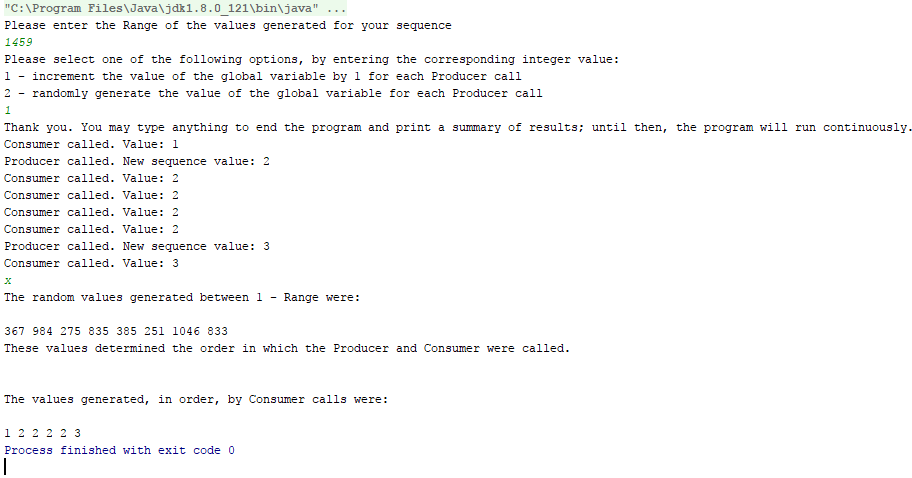 "C:\Program Files\Java\jdk1.8.0_121\bin\java" ...
Please enter the Range of the values generated for your sequence
1459
Please select one of the following options, by entering the corresponding integer value:
1 - increment the value of the global variable by 1 for each Producer call
2 - randomly generate the value of the global variable for each Producer call
1
Thank you. You may type anything to end the program and print a summary of results; until then, the program will run continuously.
Consumer called. Value: 1
Producer called. New sequence value: 2
Consumer called. Value: 2
Consumer called. Value: 2
Consumer called. Value: 2
Consumer called. Value: 2
Producer called. New sequence value: 3
Consumer called. Value: 3
x
The random values generated between 1 - Range were:
367 984 275 835 385 251 1046 833
These values determined the order in which the Producer and Consumer were called.
The values generated, in order, by Consumer calls were:
1 2 2 2 2 3
Process finished with exit code 0